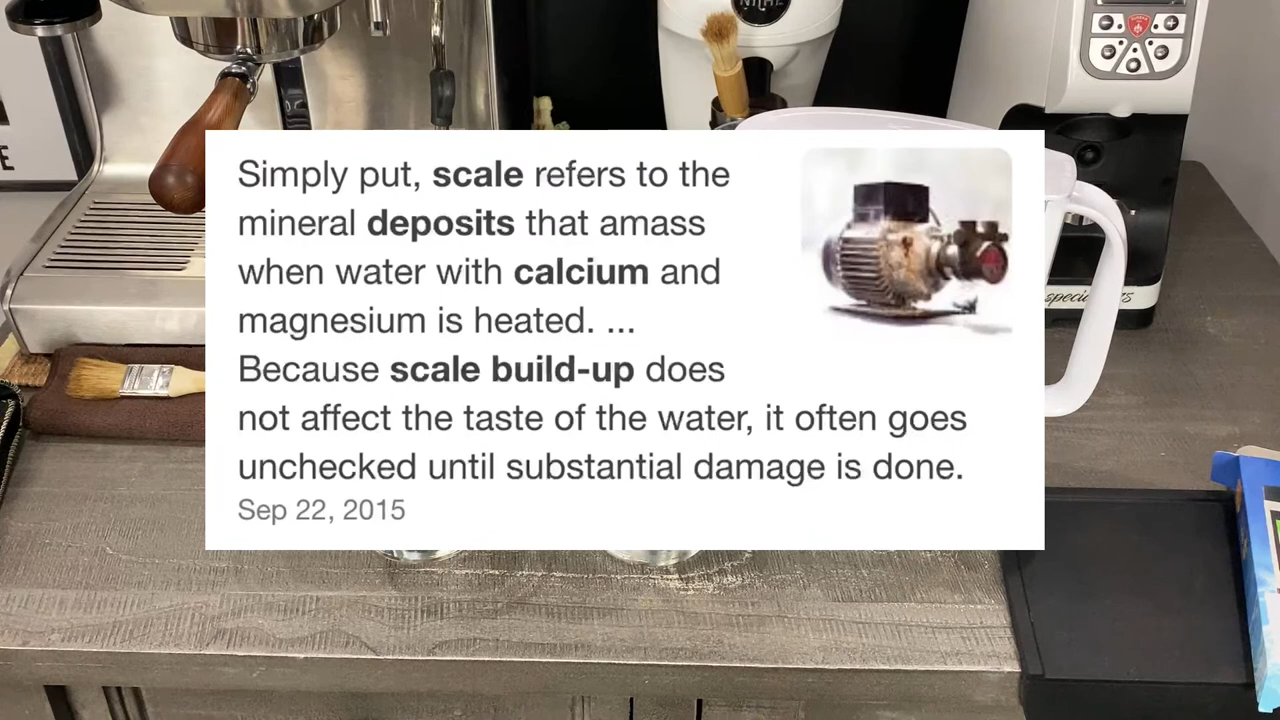 NICHE
Simply put, scale refers to the
mineral deposits that amass
when water with calcium and
magnesium is heated. ...
Because scale build-up does
not affect the taste of the water, it often goes
unchecked until substantial damage is done.
Sep 22, 2015